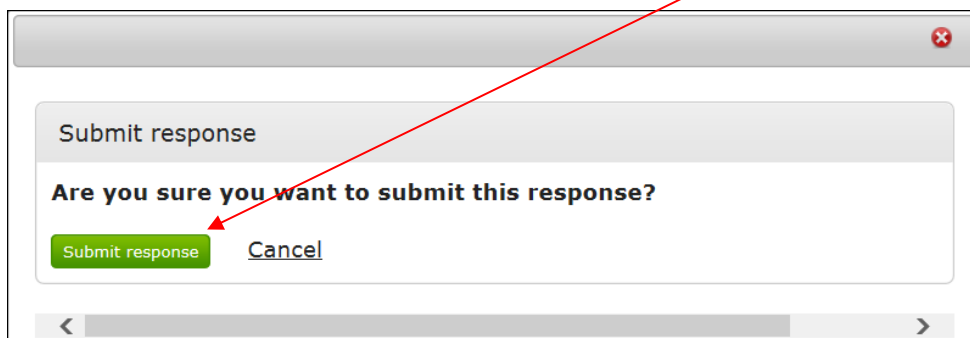 Submit response
Are you sure you want to submit this response?
Submit response Cancel